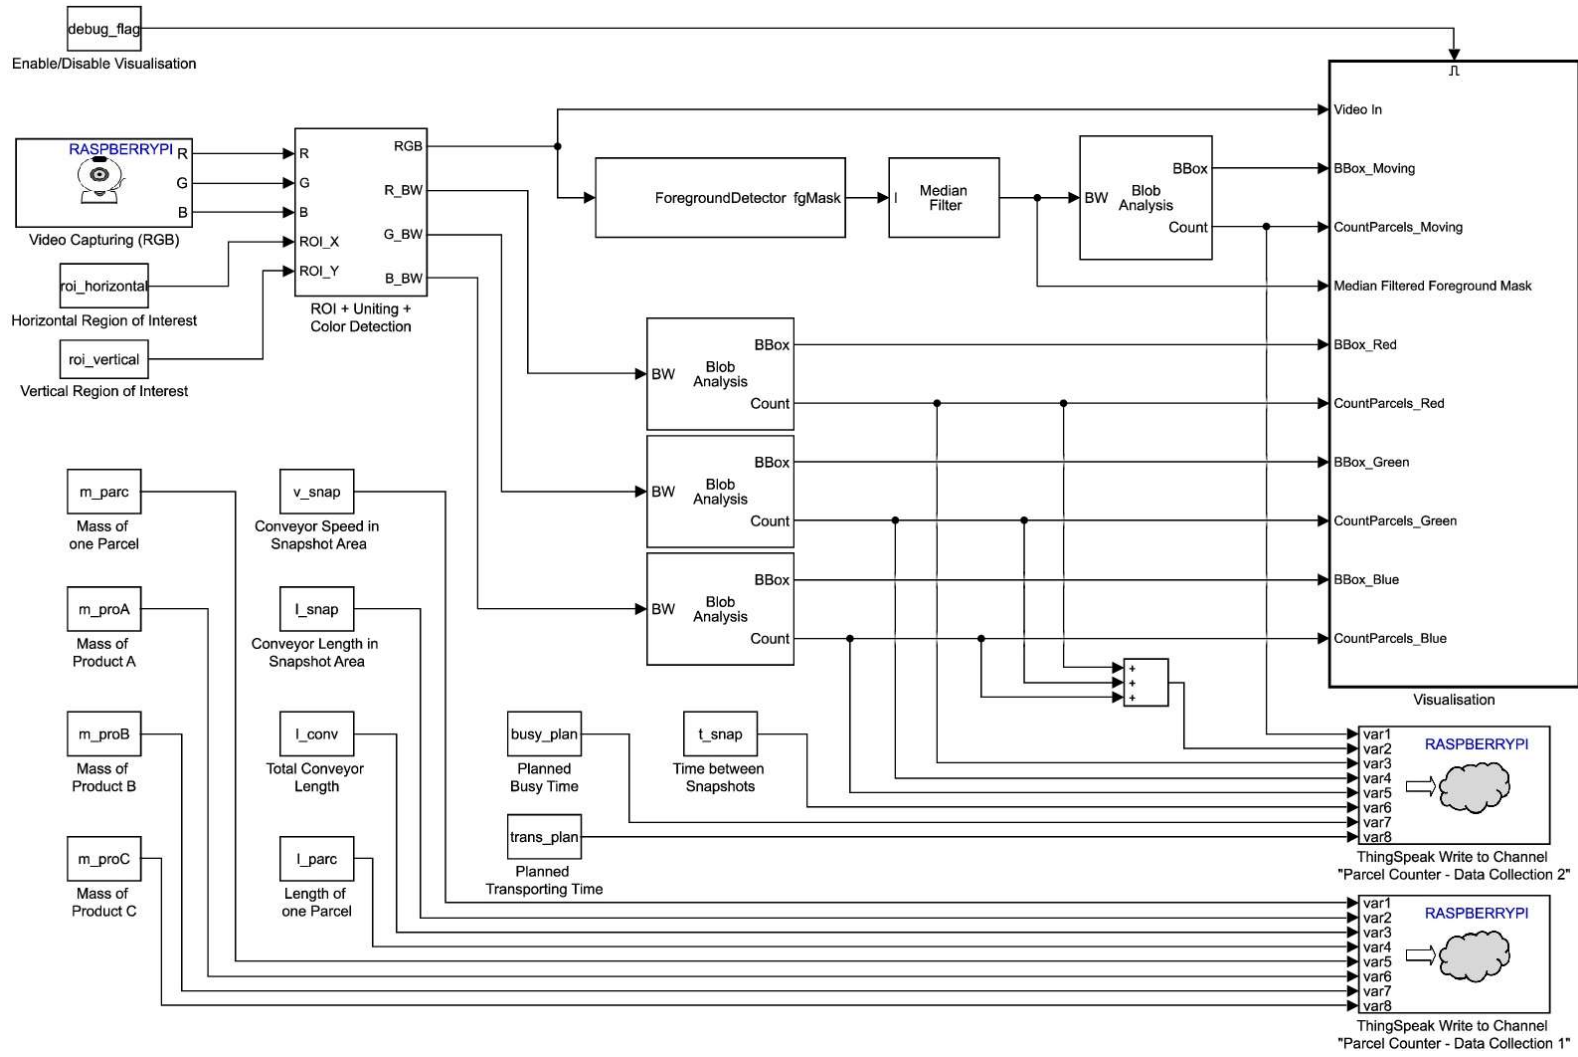 debug_flag
Enable/Disable Visualisation
RASPBERRYPI
R
G
B
Video Capturing (RGB)
roi_horizontal
Horizontal Region of Interest
roi_vertical
Vertical Region of Interest
R
G
B
ROI_X
ROI_Y
RGB
R_BW
G_BW
B_BW
ROI + Uniting +
Color Detection
ForegroundDetector fgMask
I
Median
Filter
BW
Blob
Analysis
BBox
Count
Video In
BBox_Moving
CountParcels_Moving
Median Filtered Foreground Mask
BBox_Red
CountParcels_Red
BBox_Green
CountParcels_Green
BBox_Blue
CountParcels_Blue
Visualisation
BW
Blob
Analysis
BBox
Count
BW
Blob
Analysis
BBox
Count
BW
Blob
Analysis
BBox
Count
+
+
+
m_parc
Mass of
one Parcel
m_proA
Mass of
Product A
m_proB
Mass of
Product B
m_proC
Mass of
Product C
v_snap
Conveyor Speed in
Snapshot Area
l_snap
Conveyor Length in
Snapshot Area
l_conv
Total Conveyor
Length
l_parc
Length of
one Parcel
busy_plan
Planned
Busy Time
trans_plan
Planned
Transporting Time
t_snap
Time between
Snapshots
var1
var2
var3
var4
var5
var6
var7
var8
RASPBERRYPI
ThingSpeak Write to Channel
"Parcel Counter - Data Collection 2"
var1
var2
var3
var4
var5
var6
var7
var8
RASPBERRYPI
ThingSpeak Write to Channel
"Parcel Counter - Data Collection 1"